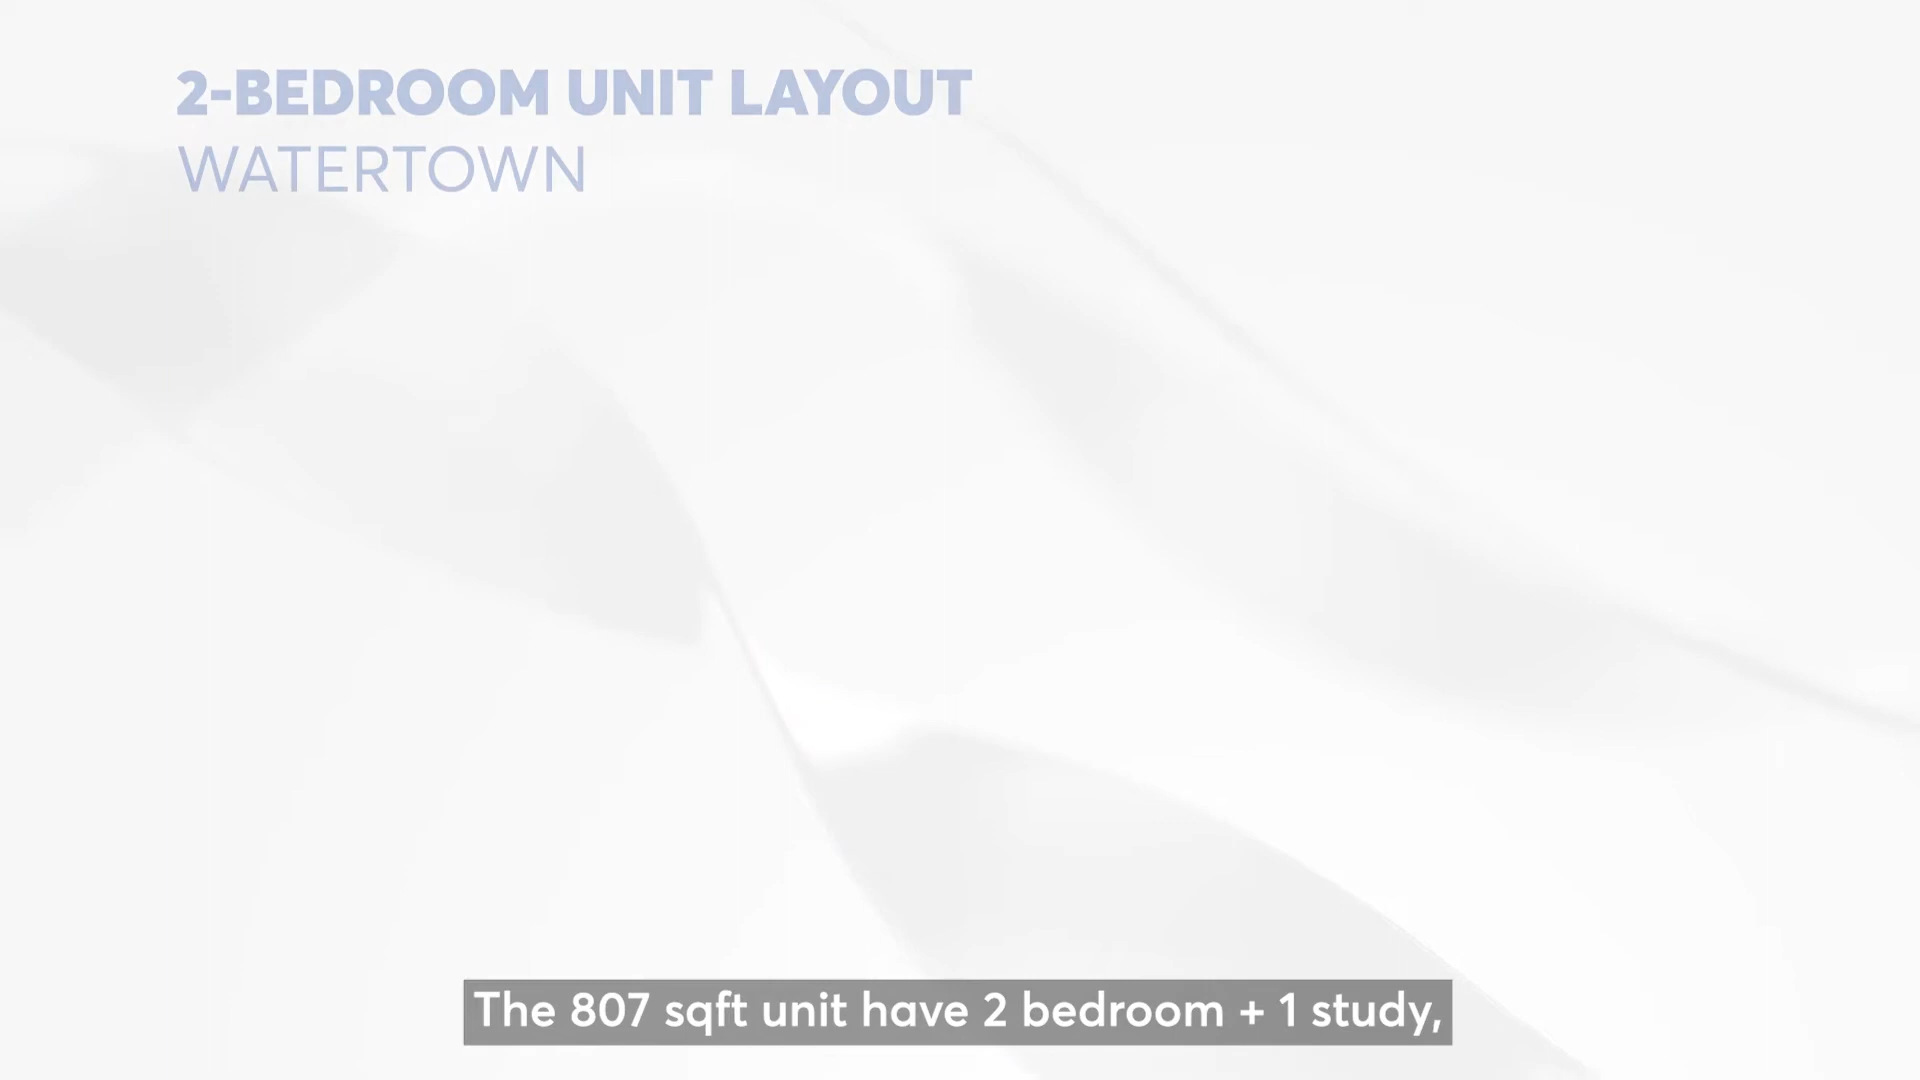 2-BEDROOM UNIT LAYOUT
WATERTOWN
The 807 sqft unit have 2 bedroom + 1 study,